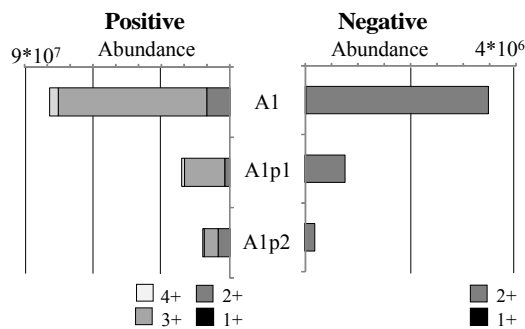 Positive
Negative
Abundance
Abundance
9*10⁷
4*10⁶
A1
A1p1
A1p2
4+
2+
3+
1+
2+
1+